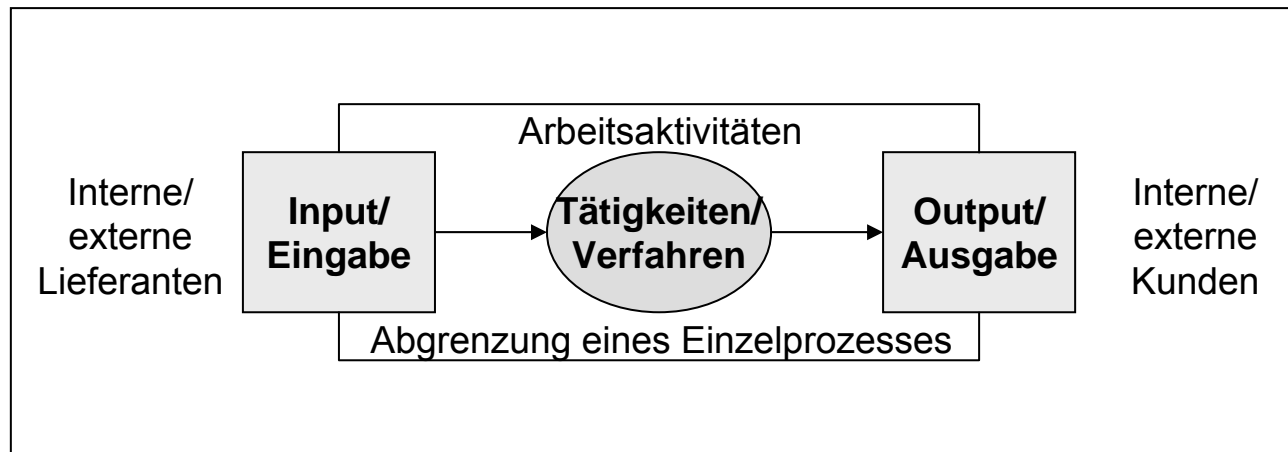 Arbeitsaktivitäten
Interne/
externe
Lieferanten
Input/
Eingabe
Tätigkeiten/
Verfahren
Output/
Ausgabe
Interne/
externe
Kunden
Abgrenzung eines Einzelprozesses